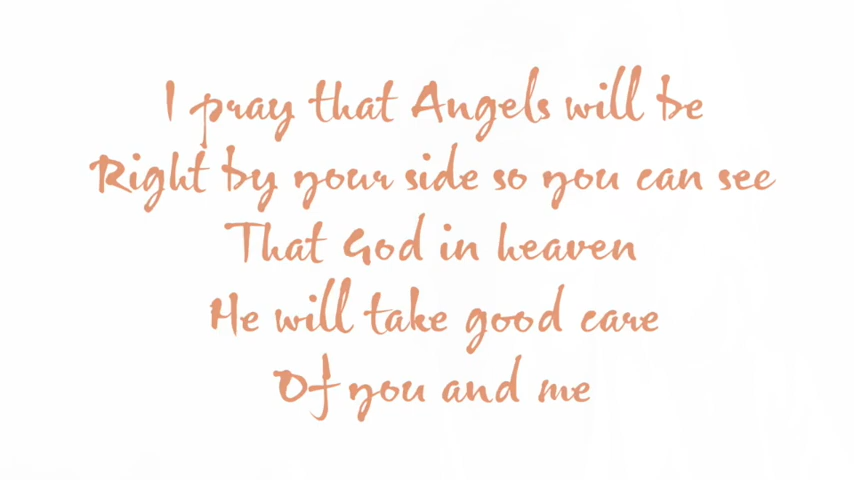 I pray that Angels will be
Right by your side so you can see
That God in heaven
He will take good care
Of you and me